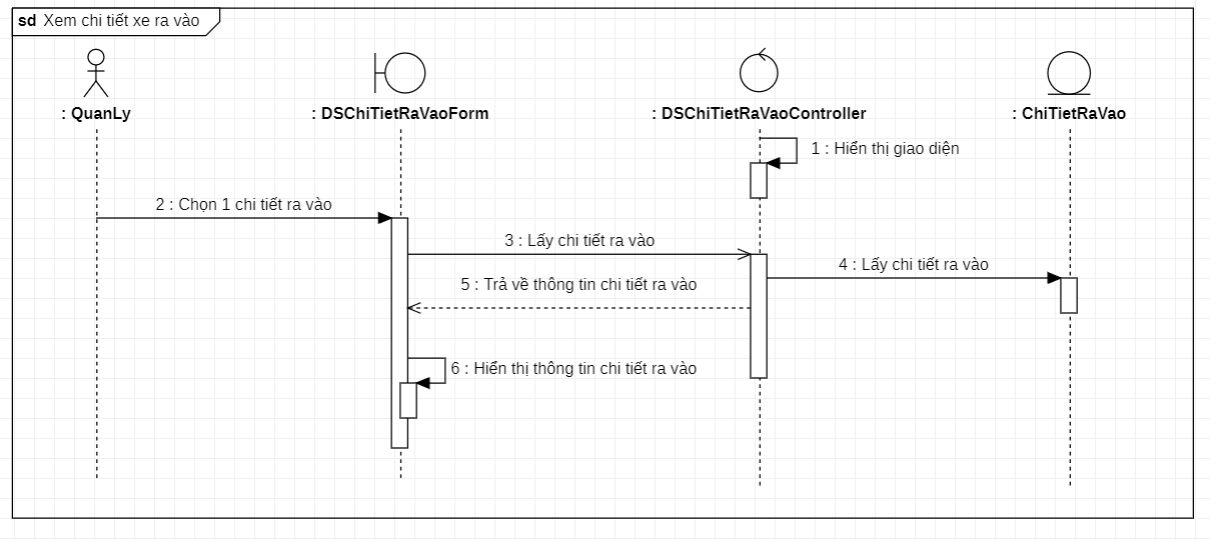 sd Xem chi tiết xe ra vào
: QuanLy
: DSChiTietRaVaoForm
: DSChiTietRaVaoController
: ChiTietRaVao
1 : Hiển thị giao diện
2 : Chọn 1 chi tiết ra vào
3 : Lấy chi tiết ra vào
4 : Lấy chi tiết ra vào
5 : Trả về thông tin chi tiết ra vào
6 : Hiển thị thông tin chi tiết ra vào